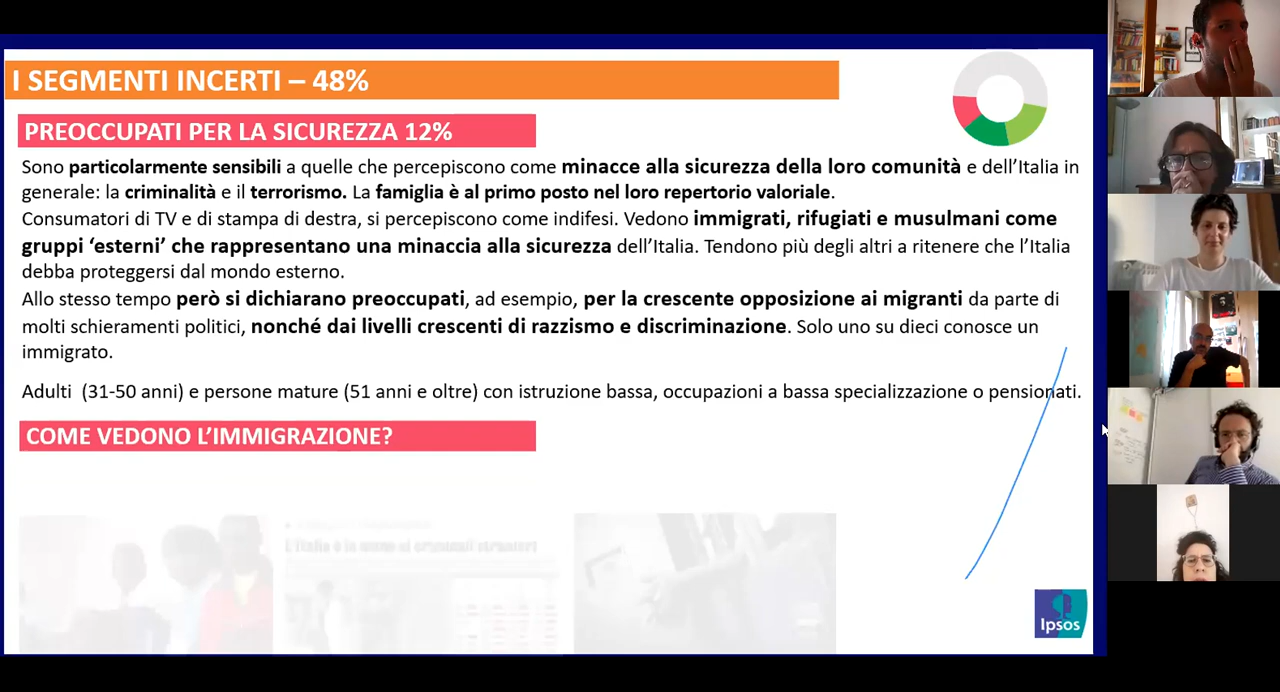 I SEGMENTI INCERTI – 48%
PREOCCUPATI PER LA SICUREZZA 12%
Sono particolarmente sensibili a quelle che percepiscono come minacce alla sicurezza della loro comunità e dell’Italia in
generale: la criminalità e il terrorismo. La famiglia è al primo posto nel loro repertorio valoriale.
Consumatori di TV e di stampa di destra, si percepiscono come indifesi. Vedono immigrati, rifugiati e musulmani come
gruppi ‘esterni’ che rappresentano una minaccia alla sicurezza dell’Italia. Tendono più degli altri a ritenere che l’Italia
debba proteggersi dal mondo esterno.
Allo stesso tempo però si dichiarano preoccupati, ad esempio, per la crescente opposizione ai migranti da parte di
molti schieramenti politici, nonché dai livelli crescenti di razzismo e discriminazione. Solo uno su dieci conosce un
immigrato.
Adulti (31-50 anni) e persone mature (51 anni e oltre) con istruzione bassa, occupazioni a bassa specializzazione o pensionati.
COME VEDONO L’IMMIGRAZIONE?
Ipsos